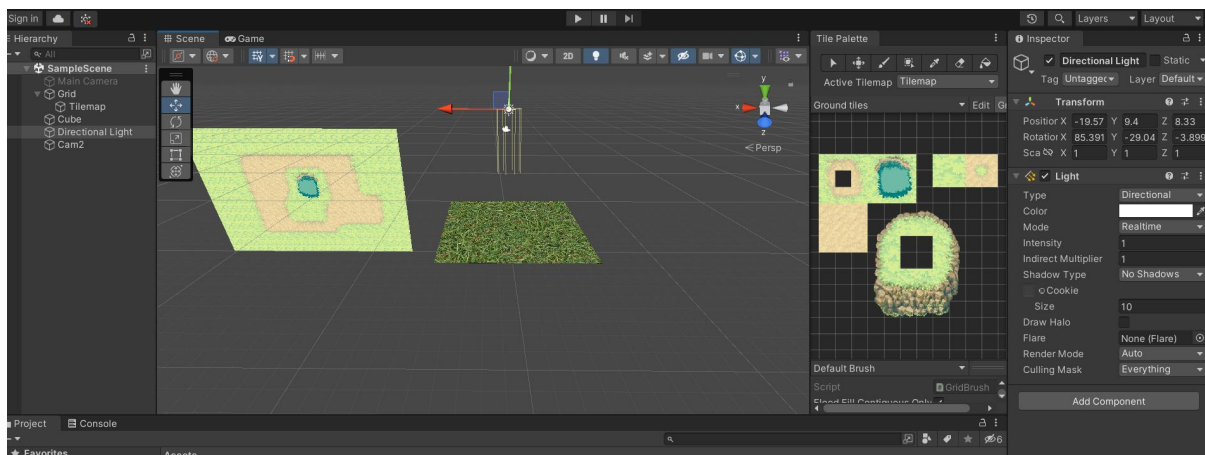 Sign in
Layers
Layout
Hierarchy
All
SampleScene
Main Camera
Grid
Tilemap
Cube
Directional Light
Cam2
Scene
Game
2D
y
x
z
Persp
Tile Palette
Active Tilemap Tilemap
Ground tiles Edit
Default Brush
Script GridBrush
Inspector
Directional Light Static
Tag Untagged Layer Default
Transform
Position X -19.57 Y 9.4 Z 8.33
Rotation X 85.391 Y -29.04 Z -3.899
Sca X 1 Y 1 Z 1
Light
Type Directional
Color
Mode Realtime
Intensity 1
Indirect Multiplier 1
Shadow Type No Shadows
Cookie
Size 10
Draw Halo
Flare None (Flare)
Render Mode Auto
Culling Mask Everything
Add Component
Project Console
6
Favorites
Assets